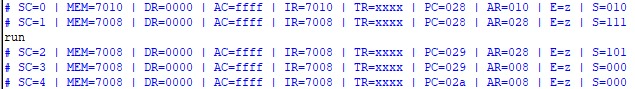 # SC=0 | MEM=7010 | DR=0000 | AC=ffff | IR=7010 | TR=xxxx | PC=028 | AR=010 | E=z | S=010
# SC=1 | MEM=7008 | DR=0000 | AC=ffff | IR=7008 | TR=xxxx | PC=028 | AR=028 | E=z | S=111
run
# SC=2 | MEM=7008 | DR=0000 | AC=ffff | IR=7008 | TR=xxxx | PC=029 | AR=028 | E=z | S=101
# SC=3 | MEM=7008 | DR=0000 | AC=ffff | IR=7008 | TR=xxxx | PC=029 | AR=008 | E=z | S=000
# SC=4 | MEM=7008 | DR=0000 | AC=ffff | IR=7008 | TR=xxxx | PC=02a | AR=008 | E=z | S=000